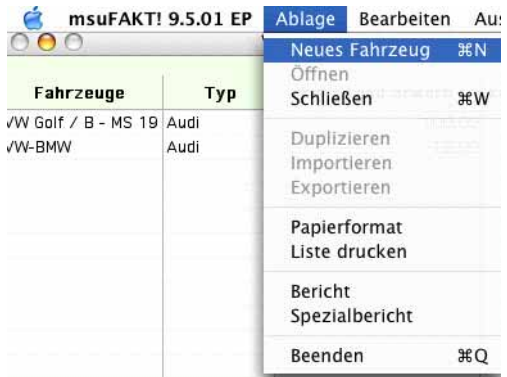 msuFAKT! 9.5.01 EP Ablage Bearbeiten
Fahrzeuge Typ
VW Golf / B - MS 19 Audi
VW-BMW Audi
Neues Fahrzeug ⌘N
Öffnen
Schließen ⌘W
Duplizieren
Importieren
Exportieren
Papierformat
Liste drucken
Bericht
Spezialbericht
Beenden ⌘Q